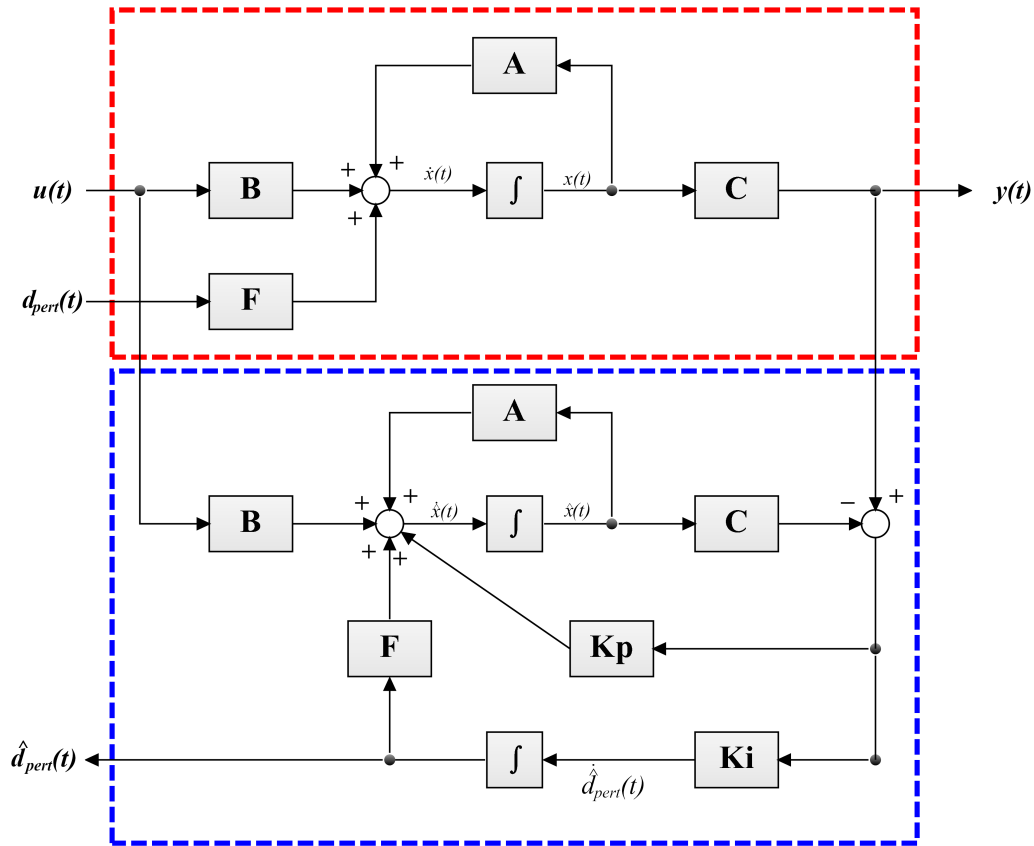 A
+ +
u(t) B ẋ(t) ∫ x(t) C y(t)
+
d_pert(t) F
A
+ + − +
B x̂̇(t) ∫ x̂(t) C
+ +
F Kp
d̂_pert(t) ∫ Ki
d̂̇_pert(t)